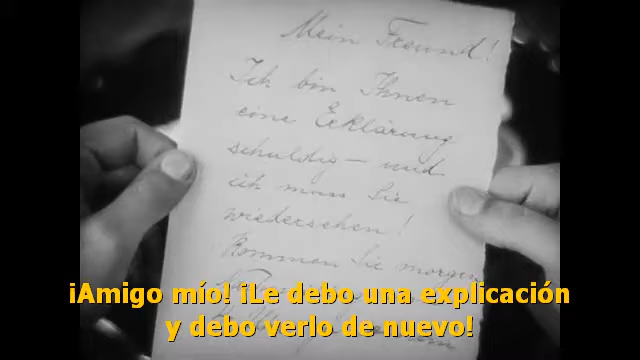 Mein Freund!
Ich bin Ihnen
eine Erklärung
schuldig – und
ich muss Sie
wiedersehen!
Kommen Sie morgen
¡Amigo mío! ¡Le debo una explicación
y debo verlo de nuevo!